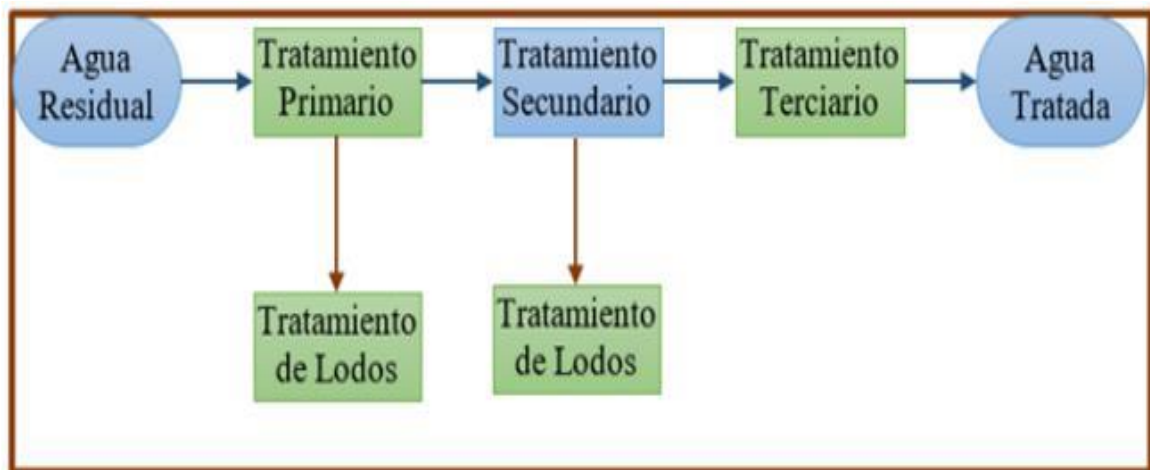 Agua
Residual
Tratamiento
Primario
Tratamiento
Secundario
Tratamiento
Terciario
Agua
Tratada
Tratamiento
de Lodos
Tratamiento
de Lodos